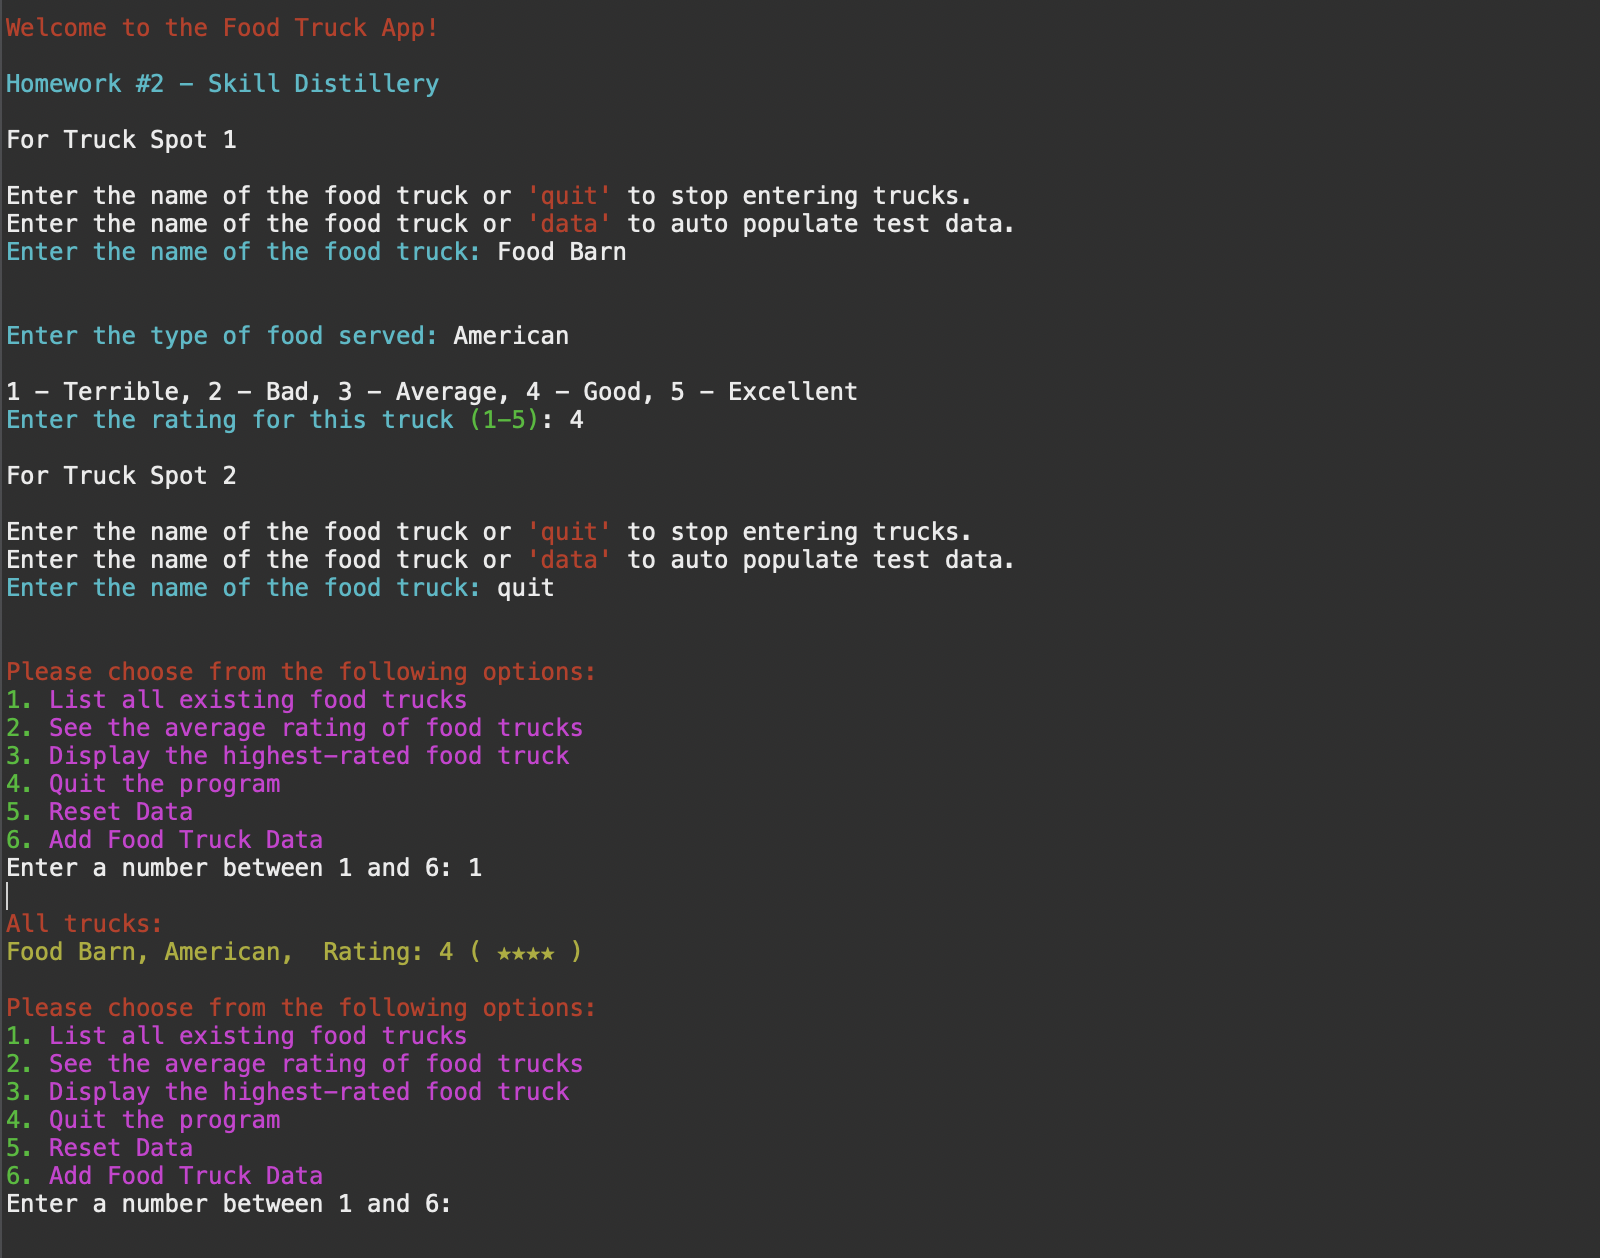 Welcome to the Food Truck App!
Homework #2 – Skill Distillery
For Truck Spot 1
Enter the name of the food truck or 'quit' to stop entering trucks.
Enter the name of the food truck or 'data' to auto populate test data.
Enter the name of the food truck: Food Barn
Enter the type of food served: American
1 – Terrible, 2 – Bad, 3 – Average, 4 – Good, 5 – Excellent
Enter the rating for this truck (1–5): 4
For Truck Spot 2
Enter the name of the food truck or 'quit' to stop entering trucks.
Enter the name of the food truck or 'data' to auto populate test data.
Enter the name of the food truck: quit
Please choose from the following options:
1. List all existing food trucks
2. See the average rating of food trucks
3. Display the highest–rated food truck
4. Quit the program
5. Reset Data
6. Add Food Truck Data
Enter a number between 1 and 6: 1
All trucks:
Food Barn, American,  Rating: 4 ( ★★★★ )
Please choose from the following options:
1. List all existing food trucks
2. See the average rating of food trucks
3. Display the highest–rated food truck
4. Quit the program
5. Reset Data
6. Add Food Truck Data
Enter a number between 1 and 6: